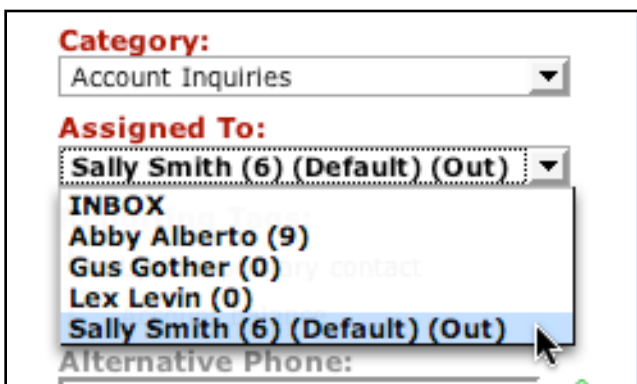 Category:
Account Inquiries
Assigned To:
Sally Smith (6) (Default) (Out)
INBOX
Abby Alberto (9)
Gus Gother (0)
Lex Levin (0)
Sally Smith (6) (Default) (Out)
Alternative Phone: